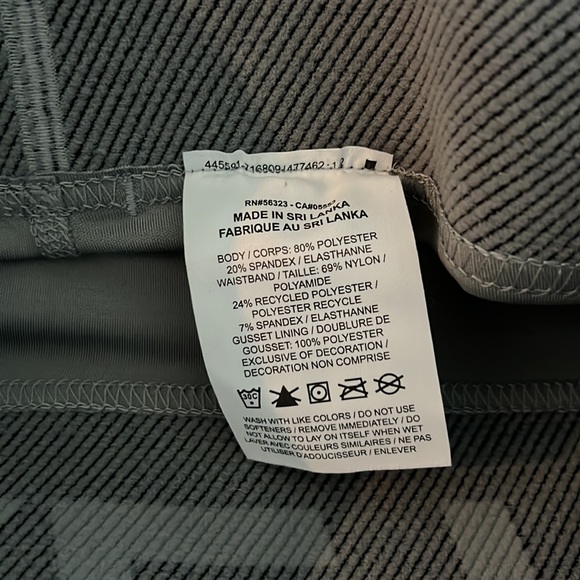 RN#56323 - CA#05553
MADE IN SRI LANKA
FABRIQUE AU SRI LANKA
BODY / CORPS: 80% POLYESTER
20% SPANDEX / ELASTHANNE
WAISTBAND / TAILLE: 69% NYLON /
POLYAMIDE
24% RECYCLED POLYESTER /
POLYESTER RECYCLE
7% SPANDEX / ELASTHANNE
GUSSET LINING / DOUBLURE DE
GOUSSET: 100% POLYESTER
EXCLUSIVE OF DECORATION /
DECORATION NON COMPRISE
30C
WASH WITH LIKE COLORS / DO NOT USE
SOFTENERS / REMOVE IMMEDIATELY / DO
NOT ALLOW TO LAY ON ITSELF WHEN WET
LAVER AVEC COULEURS SIMILAIRES / NE PAS
UTILISER D'ADOUCISSEUR / ENLEVER